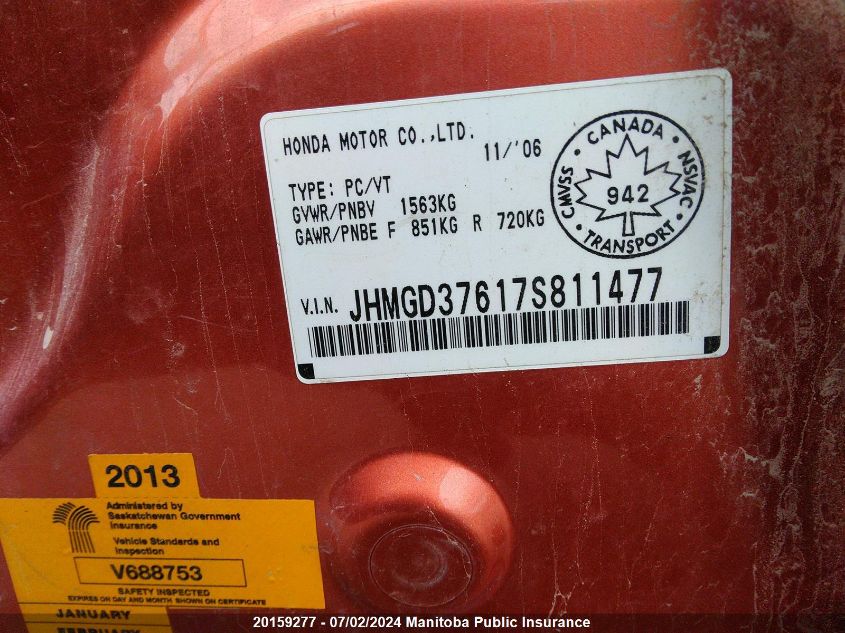 HONDA MOTOR CO.,LTD.
11/'06
TYPE: PC/VT
GVWR/PNBV 1563KG
GAWR/PNBE F 851KG R 720KG
CANADA
CMVSS
NSVAC
942
TRANSPORT
V.I.N. JHMGD37617S811477
2013
Administered by
Saskatchewan Government
Insurance
Vehicle Standards and
Inspection
V688753
SAFETY INSPECTED
EXPIRES ON DAY AND MONTH SHOWN ON CERTIFICATE
JANUARY
FEBRUARY
20159277 - 07/02/2024 Manitoba Public Insurance